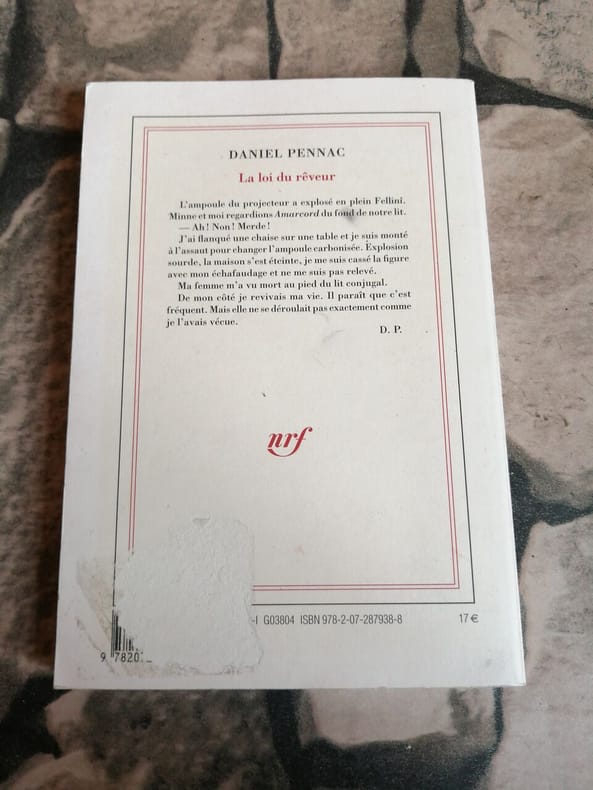 DANIEL PENNAC
La loi du rêveur
L'ampoule du projecteur a explosé en plein Fellini.
Minne et moi regardions Amarcord du fond de notre lit.
— Ah ! Non ! Merde !
J'ai flanqué une chaise sur une table et je suis monté
à l'assaut pour changer l'ampoule carbonisée. Explosion
sourde, la maison s'est éteinte, je me suis cassé la figure
avec mon échafaudage et ne me suis pas relevé.
Ma femme m'a vu mort au pied du lit conjugal.
De mon côté je revivais ma vie. Il paraît que c'est
fréquent. Mais elle ne se déroulait pas exactement comme
je l'avais vécue.
D. P.
nrf
-I G03804 ISBN 978-2-07-287938-8 17 €
9 78207